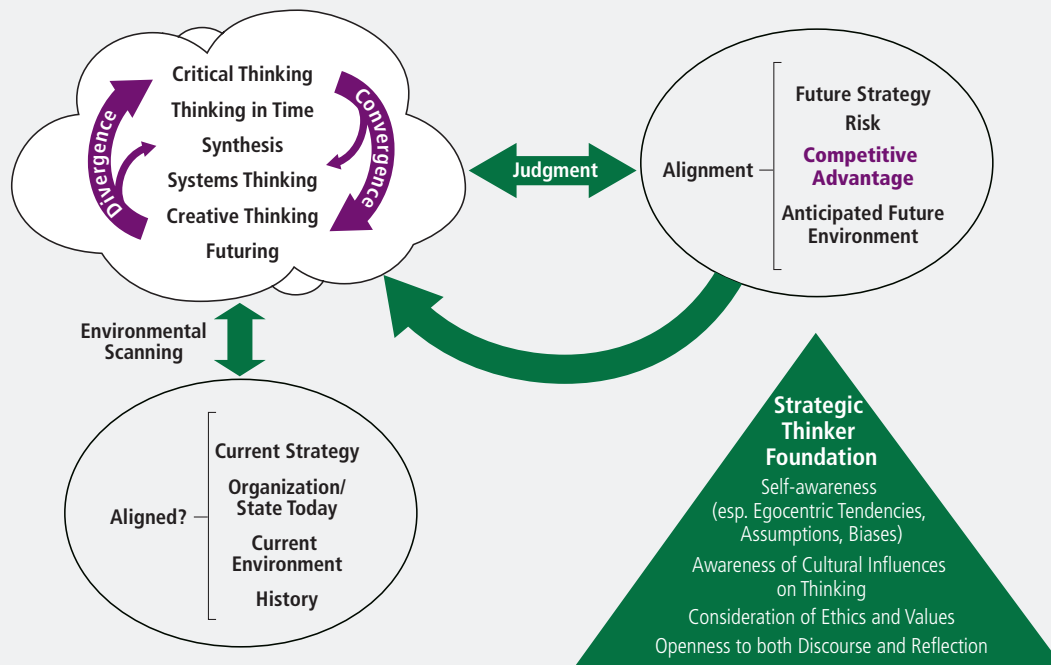 Critical Thinking
Thinking in Time
Synthesis
Systems Thinking
Creative Thinking
Futuring
Divergence
Convergence
Judgment
Alignment
Future Strategy
Risk
Competitive
Advantage
Anticipated Future
Environment
Environmental
Scanning
Aligned?
Current Strategy
Organization/
State Today
Current
Environment
History
Strategic
Thinker
Foundation
Self-awareness
(esp. Egocentric Tendencies,
Assumptions, Biases)
Awareness of Cultural Influences
on Thinking
Consideration of Ethics and Values
Openness to both Discourse and Reflection